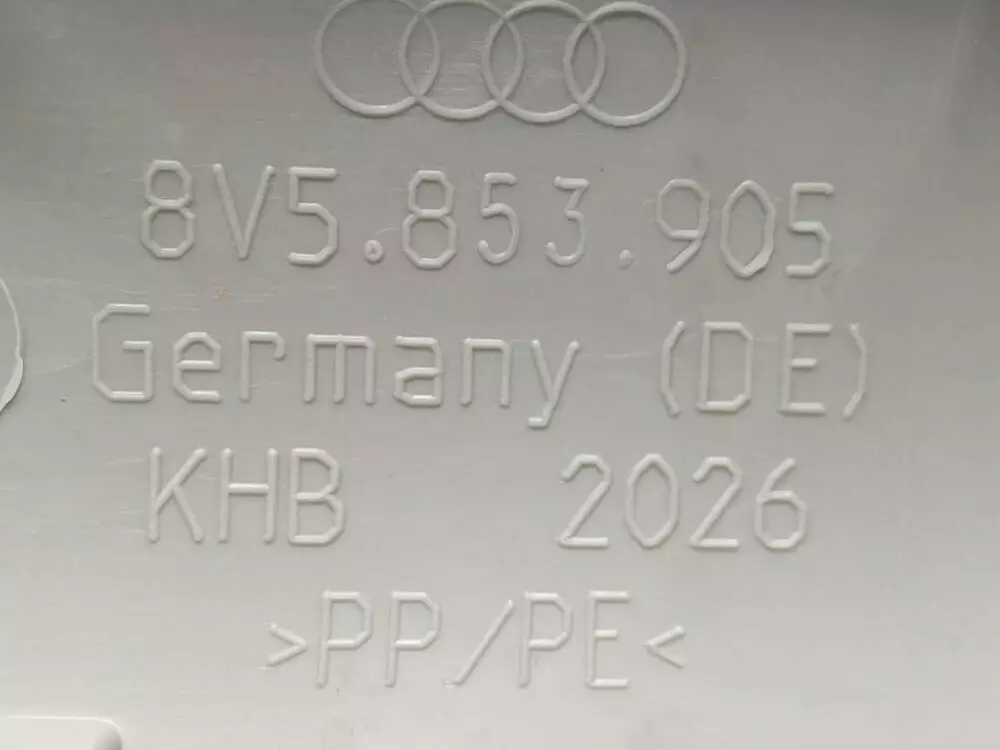 8V5.853.905
Germany (DE)
KHB 2026
>PP/PE<